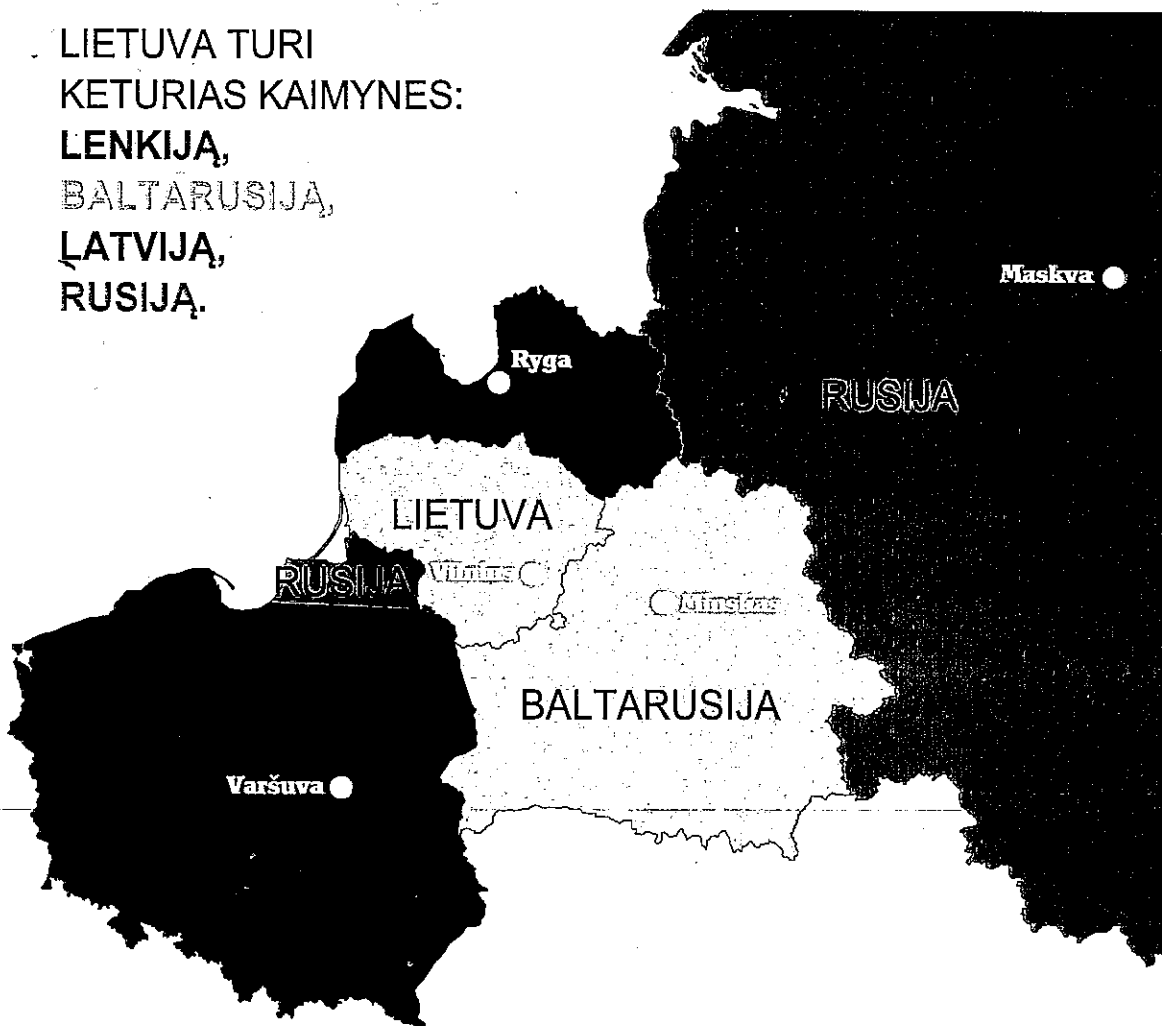 LIETUVA TURI
KETURIAS KAIMYNES:
LENKIJĄ,
BALTARUSIJĄ,
LATVIJĄ,
RUSIJĄ.
Maskva
Ryga
RUSIJA
LIETUVA
RUSIJA
Vilnius
Minskas
BALTARUSIJA
Varšuva